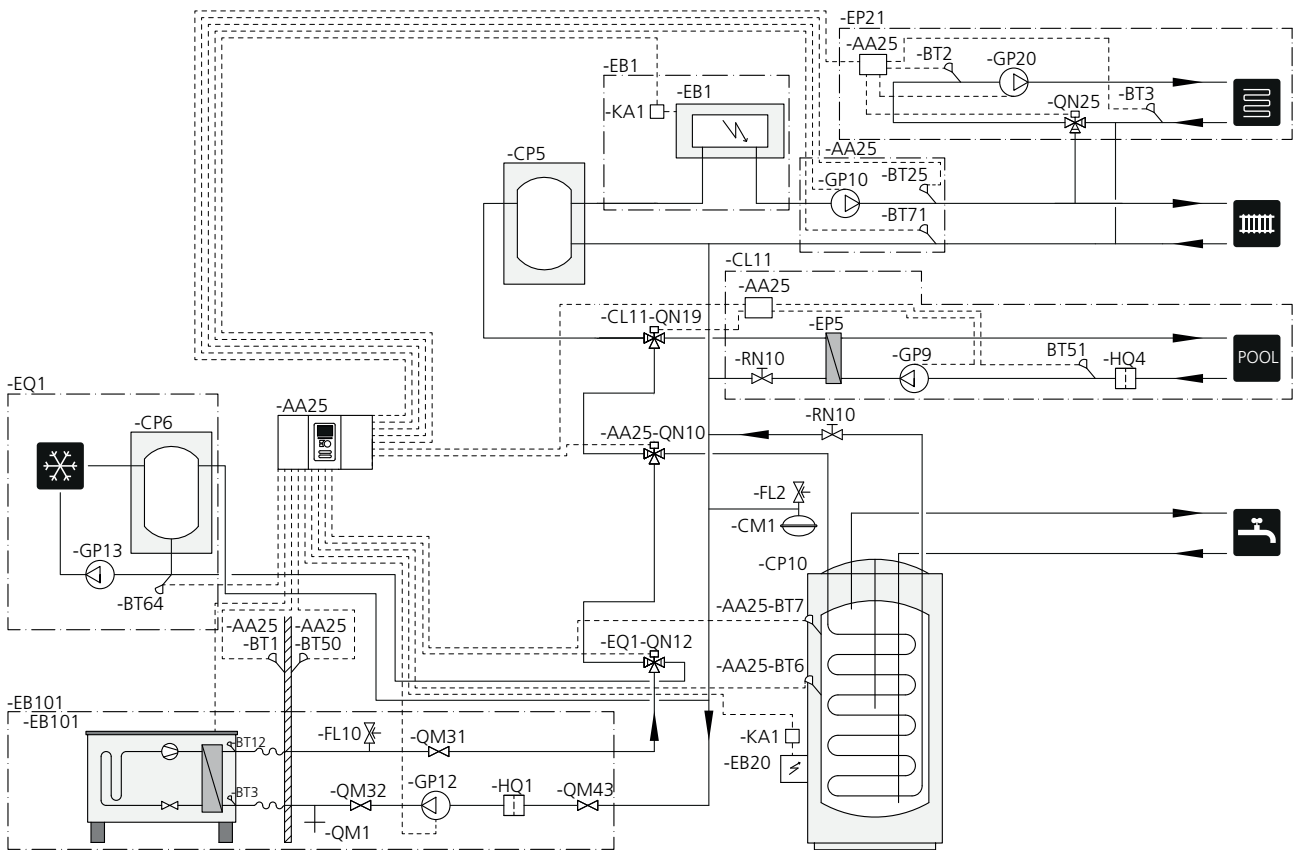 -EP21
-AA25
-BT2
-GP20
-BT3
-QN25
-EB1
-EB1
-KA1
-CP5
-AA25
-GP10
-BT25
-BT71
-CL11
-AA25
-CL11-QN19
-EP5
-RN10
-GP9
BT51
-HQ4
POOL
-EQ1
-CP6
-AA25
-RN10
-AA25-QN10
-FL2
-CM1
-GP13
-BT64
-CP10
-AA25-BT7
-AA25
-AA25
-BT1
-BT50
-EQ1-QN12
-AA25-BT6
-EB101
-EB101
-BT12
-FL10
-QM31
-KA1
-EB20
-BT3
-QM32
-GP12
-HQ1
-QM43
-QM1